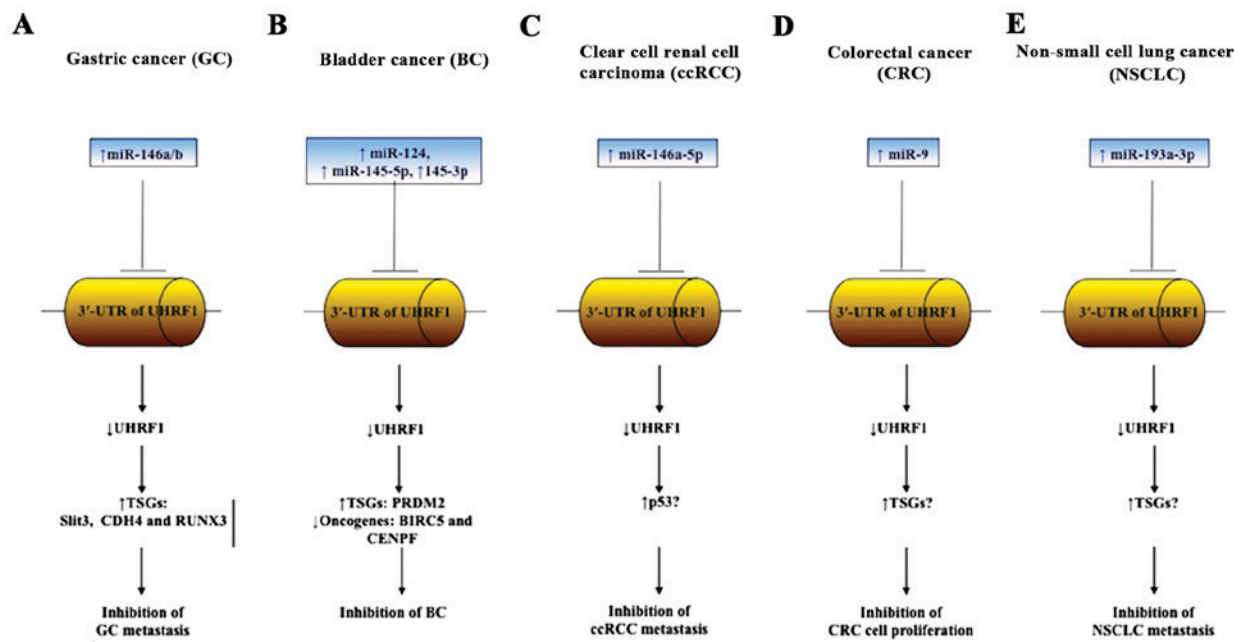 A
Gastric cancer (GC)
↑miR-146a/b
3′-UTR of UHRF1
↓UHRF1
↑TSGs:
Slit3, CDH4 and RUNX3
Inhibition of
GC metastasis
B
Bladder cancer (BC)
↑ miR-124,
↑ miR-145-5p, ↑145-3p
3′-UTR of UHRF1
↓UHRF1
↑TSGs: PRDM2
↓Oncogenes: BIRC5 and
CENPF
Inhibition of BC
C
Clear cell renal cell
carcinoma (ccRCC)
↑ miR-146a-5p
3′-UTR of UHRF1
↓UHRF1
↑p53?
Inhibition of
ccRCC metastasis
D
Colorectal cancer
(CRC)
↑ miR-9
3′-UTR of UHRF1
↓UHRF1
↑TSGs?
Inhibition of
CRC cell proliferation
E
Non-small cell lung cancer
(NSCLC)
↑ miR-193a-3p
3′-UTR of UHRF1
↓UHRF1
↑TSGs?
Inhibition of
NSCLC metastasis